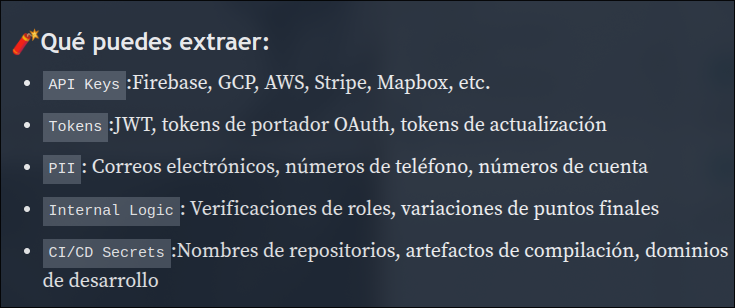 🧨Qué puedes extraer:
• API Keys:Firebase, GCP, AWS, Stripe, Mapbox, etc.
• Tokens:JWT, tokens de portador OAuth, tokens de actualización
• PII: Correos electrónicos, números de teléfono, números de cuenta
• Internal Logic: Verificaciones de roles, variaciones de puntos finales
• CI/CD Secrets:Nombres de repositorios, artefactos de compilación, dominios
de desarrollo